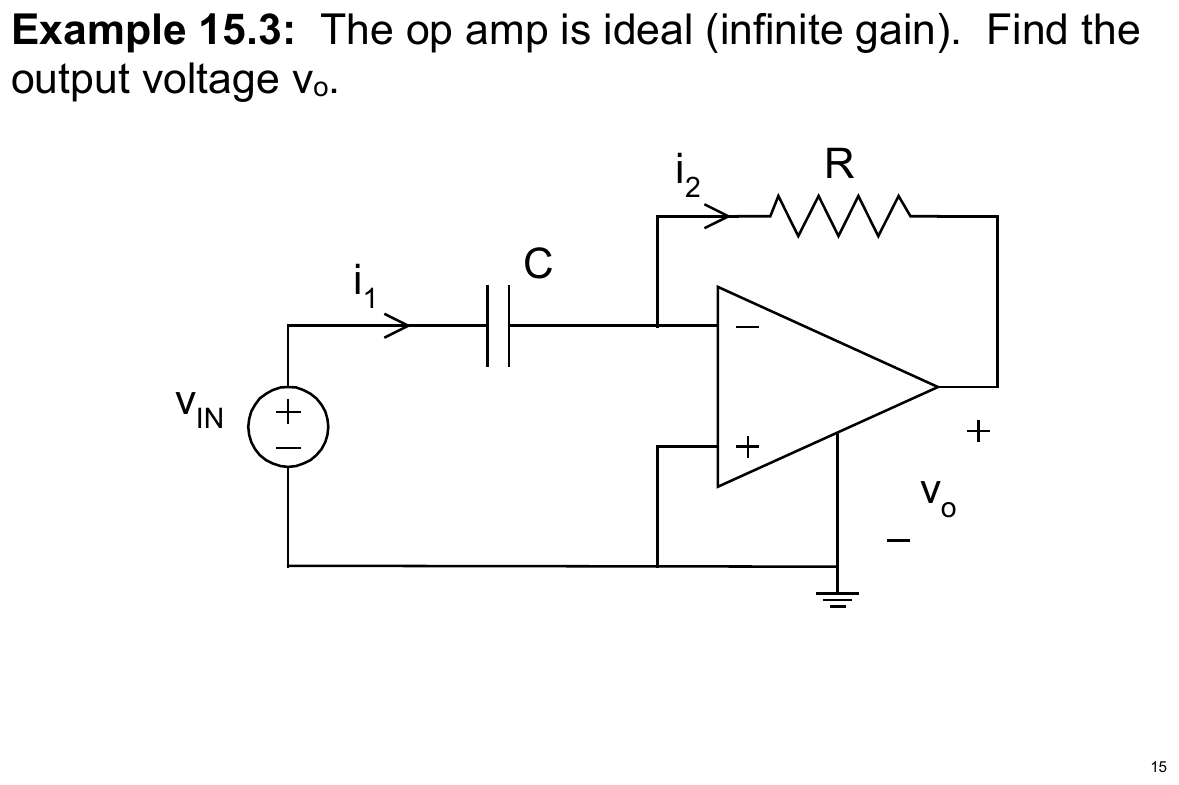 Example 15.3: The op amp is ideal (infinite gain). Find the
output voltage vo.
R
i2
C
i1
−
vIN
+
−
+
+
vo
−
15